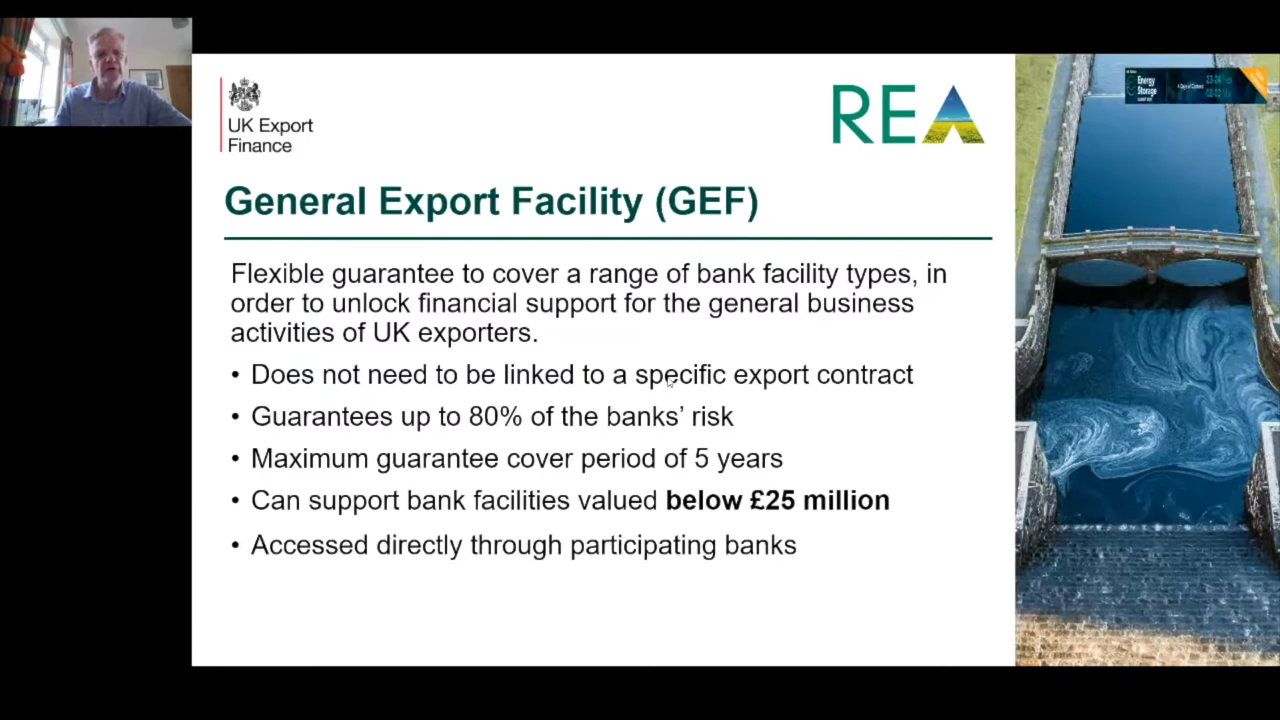 UK Export
Finance
REA
General Export Facility (GEF)
Flexible guarantee to cover a range of bank facility types, in
order to unlock financial support for the general business
activities of UK exporters.
• Does not need to be linked to a specific export contract
• Guarantees up to 80% of the banks’ risk
• Maximum guarantee cover period of 5 years
• Can support bank facilities valued below £25 million
• Accessed directly through participating banks
Energy
Storage